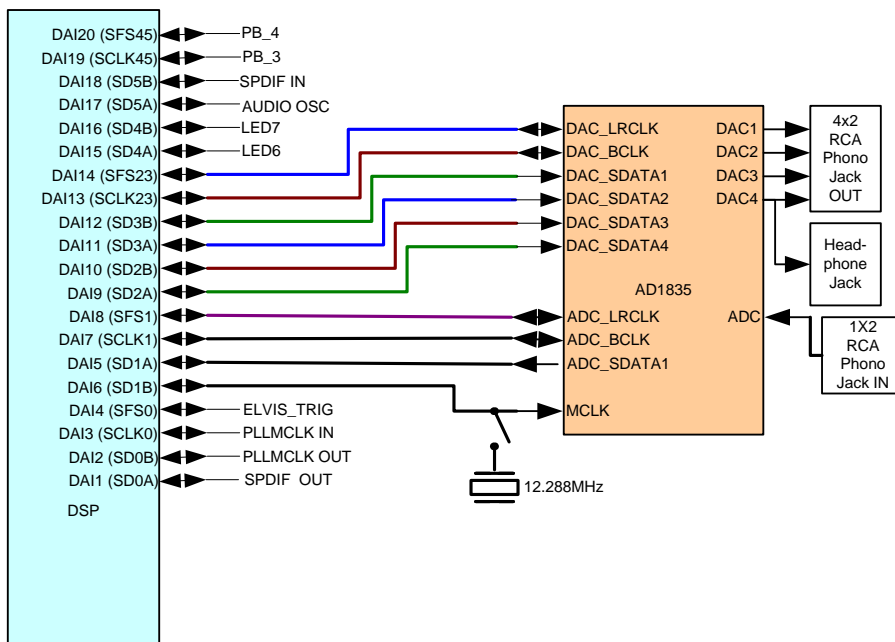 DAI20 (SFS45)
PB_4
DAI19 (SCLK45)
PB_3
DAI18 (SD5B)
SPDIF IN
DAI17 (SD5A)
AUDIO OSC
DAI16 (SD4B)
LED7
DAI15 (SD4A)
LED6
DAI14 (SFS23)
DAI13 (SCLK23)
DAI12 (SD3B)
DAI11 (SD3A)
DAI10 (SD2B)
DAI9 (SD2A)
DAI8 (SFS1)
DAI7 (SCLK1)
DAI5 (SD1A)
DAI6 (SD1B)
DAI4 (SFS0)
ELVIS_TRIG
DAI3 (SCLK0)
PLLMCLK IN
DAI2 (SD0B)
PLLMCLK OUT
DAI1 (SD0A)
SPDIF OUT
DSP
12.288MHz
DAC_LRCLK
DAC_BCLK
DAC_SDATA1
DAC_SDATA2
DAC_SDATA3
DAC_SDATA4
AD1835
ADC_LRCLK
ADC_BCLK
ADC_SDATA1
MCLK
DAC1
DAC2
DAC3
DAC4
ADC
4x2
RCA
Phono
Jack
OUT
Head-
phone
Jack
1X2
RCA
Phono
Jack IN